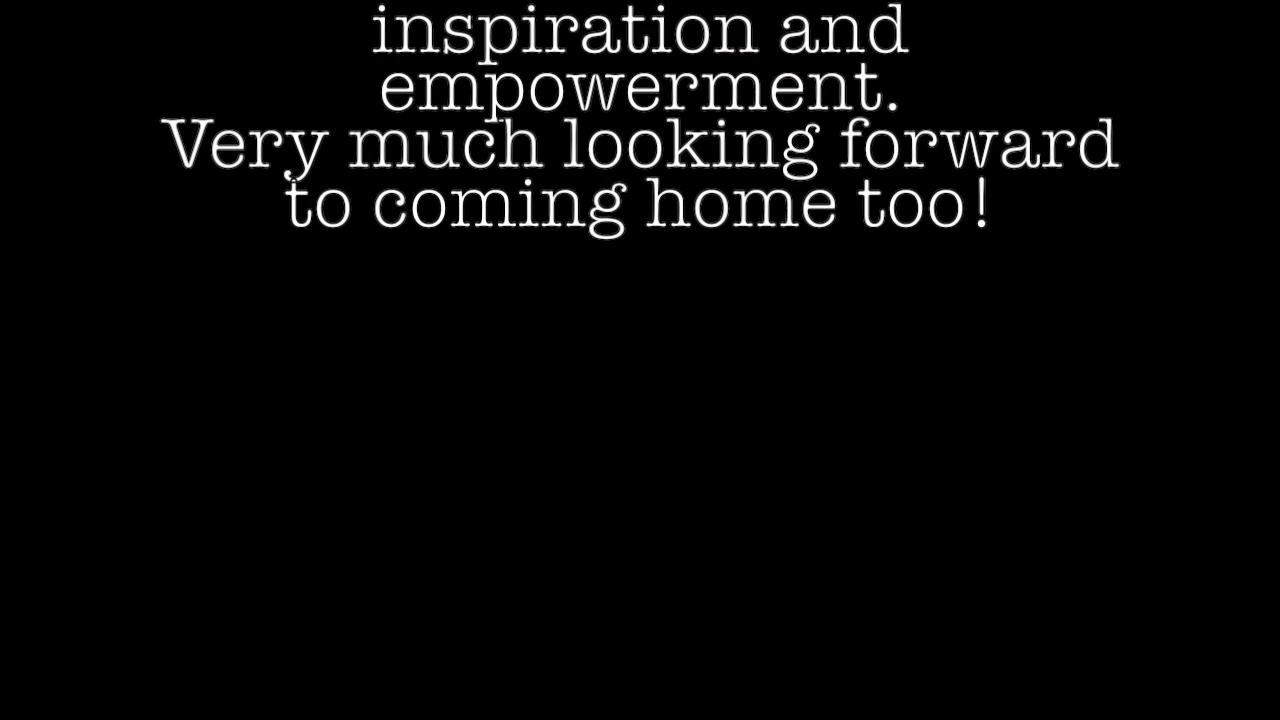 inspiration and
empowerment.
Very much looking forward
to coming home too!